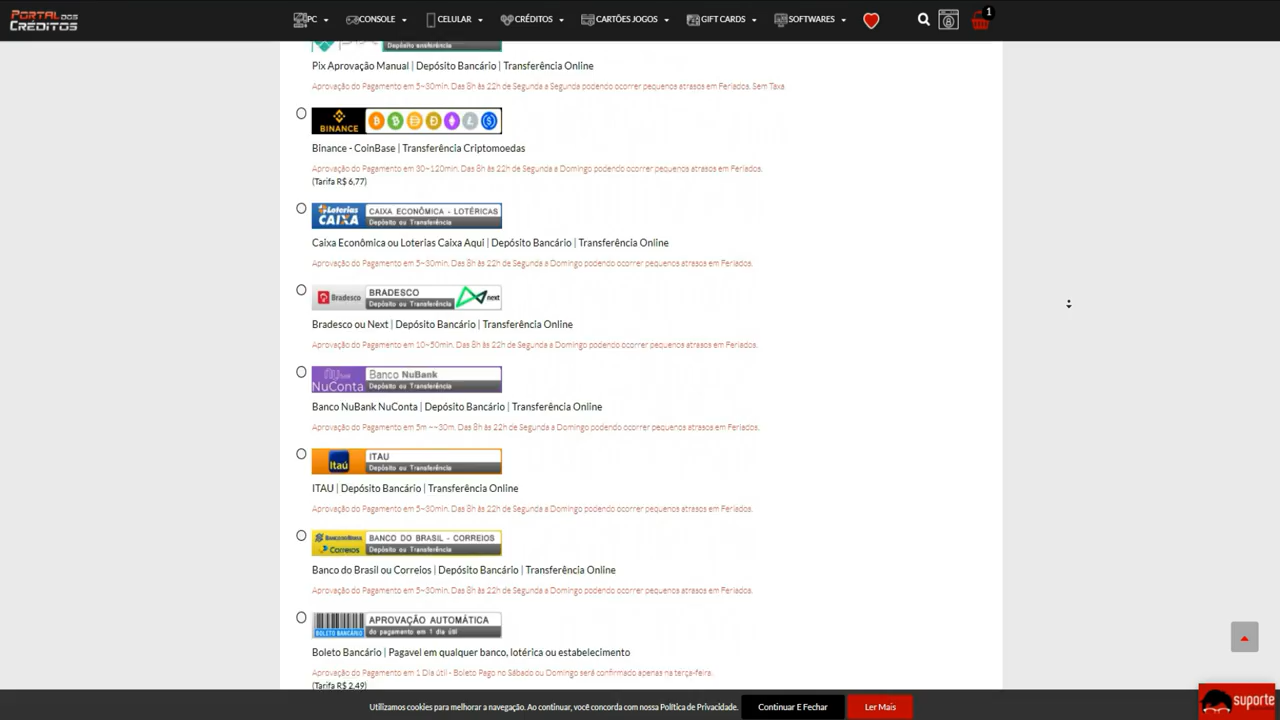 PORTAL DOS
CRÉDITOS
PC
CONSOLE
CELULAR
CRÉDITOS
CARTÕES JOGOS
GIFT CARDS
SOFTWARES
1
Pix Aprovação Manual | Depósito Bancário | Transferência Online
Aprovação do Pagamento em 5~30min. Das 8h às 22h de Segunda a Segunda podendo ocorrer pequenos atrasos em Feriados. Sem Taxa
BINANCE
Binance - CoinBase | Transferência Criptomoedas
Aprovação do Pagamento em 30~120min. Das 8h às 22h de Segunda a Domingo podendo ocorrer pequenos atrasos em Feriados.
(Tarifa R$ 6,77)
Loterias
CAIXA
CAIXA ECONÔMICA - LOTÉRICAS
Depósito ou Transferência
Caixa Econômica ou Loterias Caixa Aqui | Depósito Bancário | Transferência Online
Aprovação do Pagamento em 5~30min. Das 8h às 22h de Segunda a Domingo podendo ocorrer pequenos atrasos em Feriados.
Bradesco
BRADESCO
Depósito ou Transferência
next
Bradesco ou Next | Depósito Bancário | Transferência Online
Aprovação do Pagamento em 10~50min. Das 8h às 22h de Segunda a Domingo podendo ocorrer pequenos atrasos em Feriados.
NuConta
Banco NuBank
Depósito ou Transferência
Banco NuBank NuConta | Depósito Bancário | Transferência Online
Aprovação do Pagamento em 5m ~~30m. Das 8h às 22h de Segunda a Domingo podendo ocorrer pequenos atrasos em Feriados.
Itaú
ITAU
Depósito ou Transferência
ITAU | Depósito Bancário | Transferência Online
Aprovação do Pagamento em 5~30min. Das 8h às 22h de Segunda a Domingo podendo ocorrer pequenos atrasos em Feriados.
BANCO DO BRASIL
Correios
BANCO DO BRASIL - CORREIOS
Depósito ou Transferência
Banco do Brasil ou Correios | Depósito Bancário | Transferência Online
Aprovação do Pagamento em 5~30min. Das 8h às 22h de Segunda a Domingo podendo ocorrer pequenos atrasos em Feriados.
BOLETO BANCÁRIO
APROVAÇÃO AUTOMÁTICA
do pagamento em 1 dia útil
Boleto Bancário | Pagavel em qualquer banco, lotérica ou estabelecimento
Aprovação do Pagamento em 1 Dia útil - Boleto Pago no Sábado ou Domingo será confirmado apenas na terça-feira.
(Tarifa R$ 2,49)
Utilizamos cookies para melhorar a navegação. Ao continuar, você concorda com nossa Política de Privacidade.
Continuar E Fechar
Ler Mais
suporte